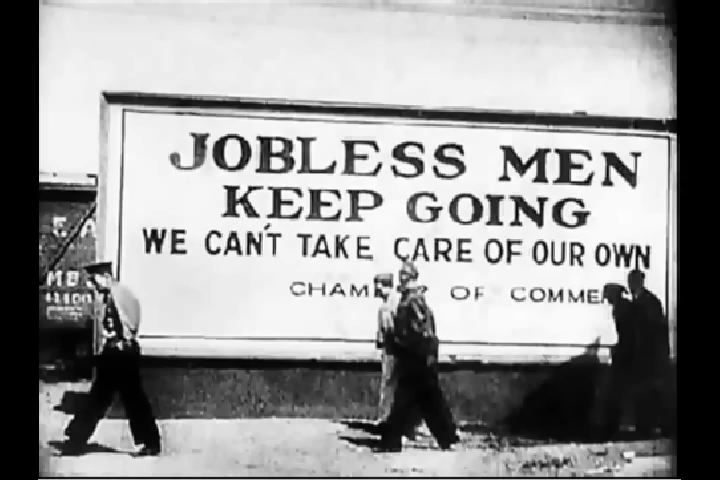 JOBLESS MEN
KEEP GOING
WE CAN'T TAKE CARE OF OUR OWN
OF